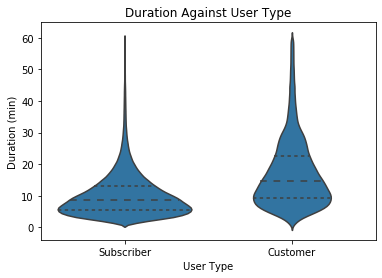 Duration Against User Type
60
50
40
30
20
10
0
Duration (min)
Subscriber
Customer
User Type